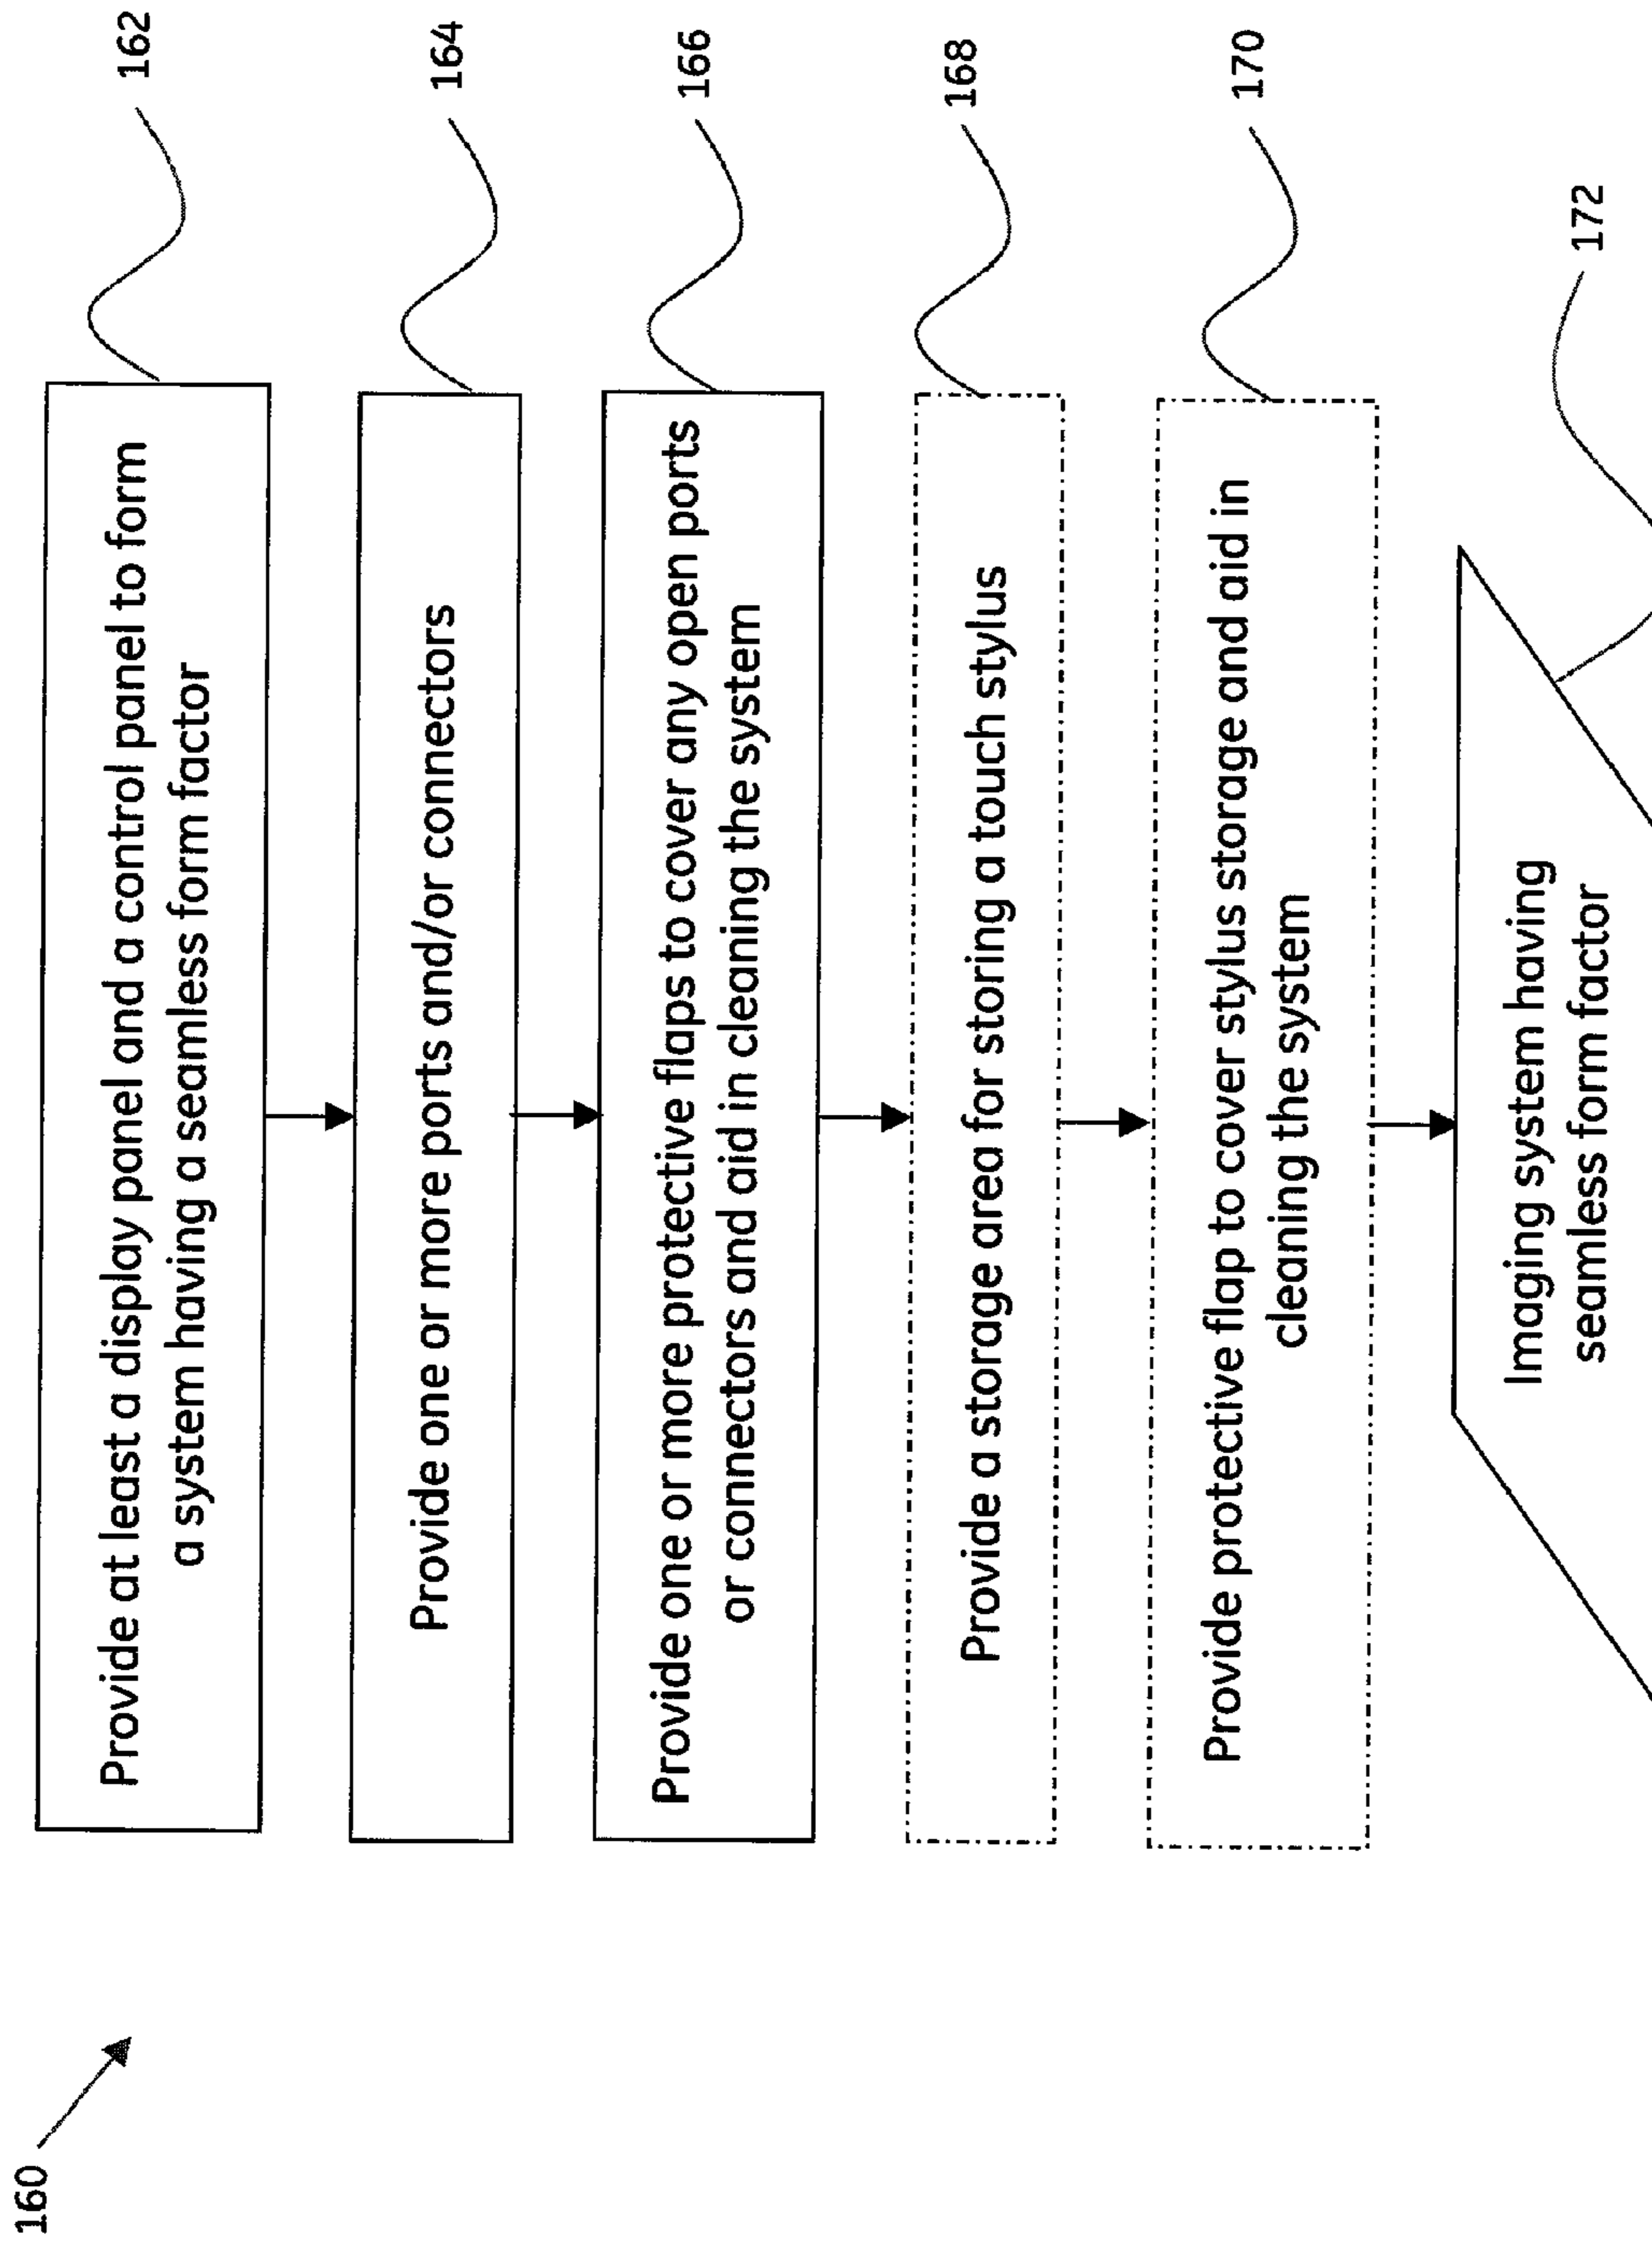 160
Provide at least a display panel and a control panel to form
a system having a seamless form factor
162
Provide one or more ports and/or connectors
164
Provide one or more protective flaps to cover any open ports
or connectors and aid in cleaning the system
166
Provide a storage area for storing a touch stylus
168
Provide protective flap to cover stylus storage and aid in
cleaning the system
170
Imaging system having
seamless form factor
172